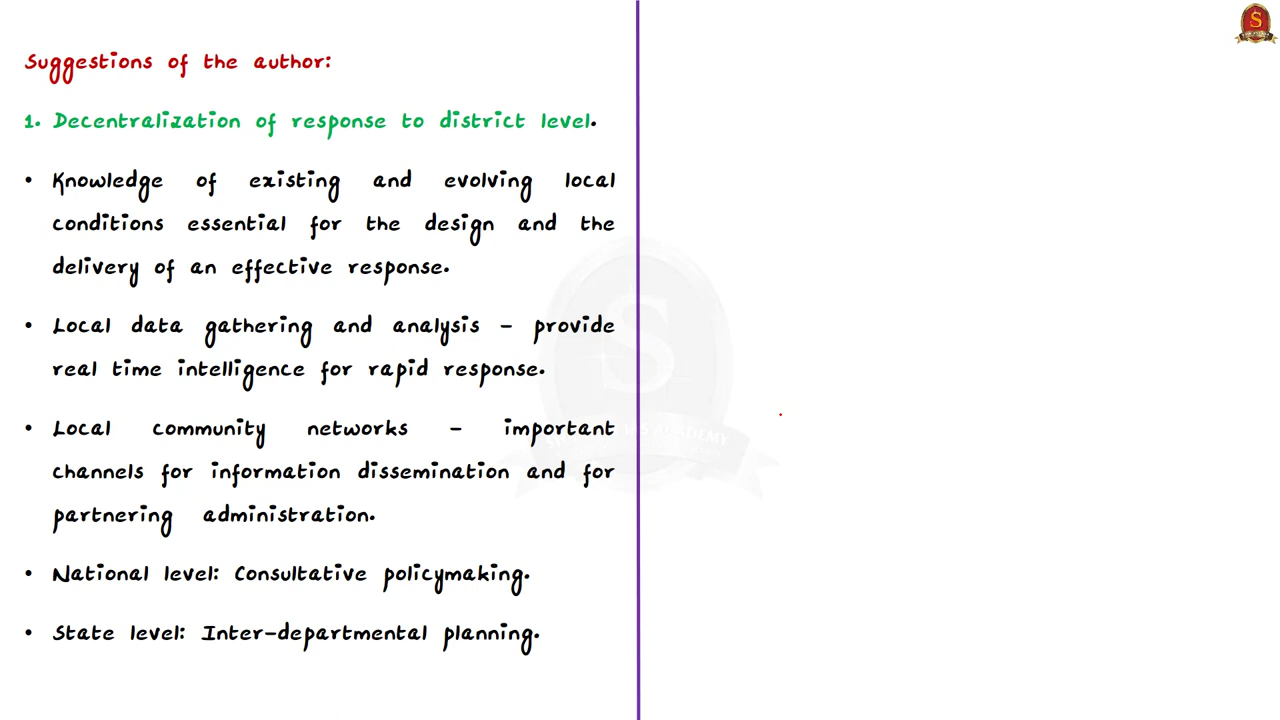 Suggestions of the author:
1. Decentralization of response to district level.
• Knowledge of existing and evolving local
conditions essential for the design and the
delivery of an effective response.
• Local data gathering and analysis – provide
real time intelligence for rapid response.
• Local community networks – important
channels for information dissemination and for
partnering administration.
• National level: Consultative policymaking.
• State level: Inter-departmental planning.